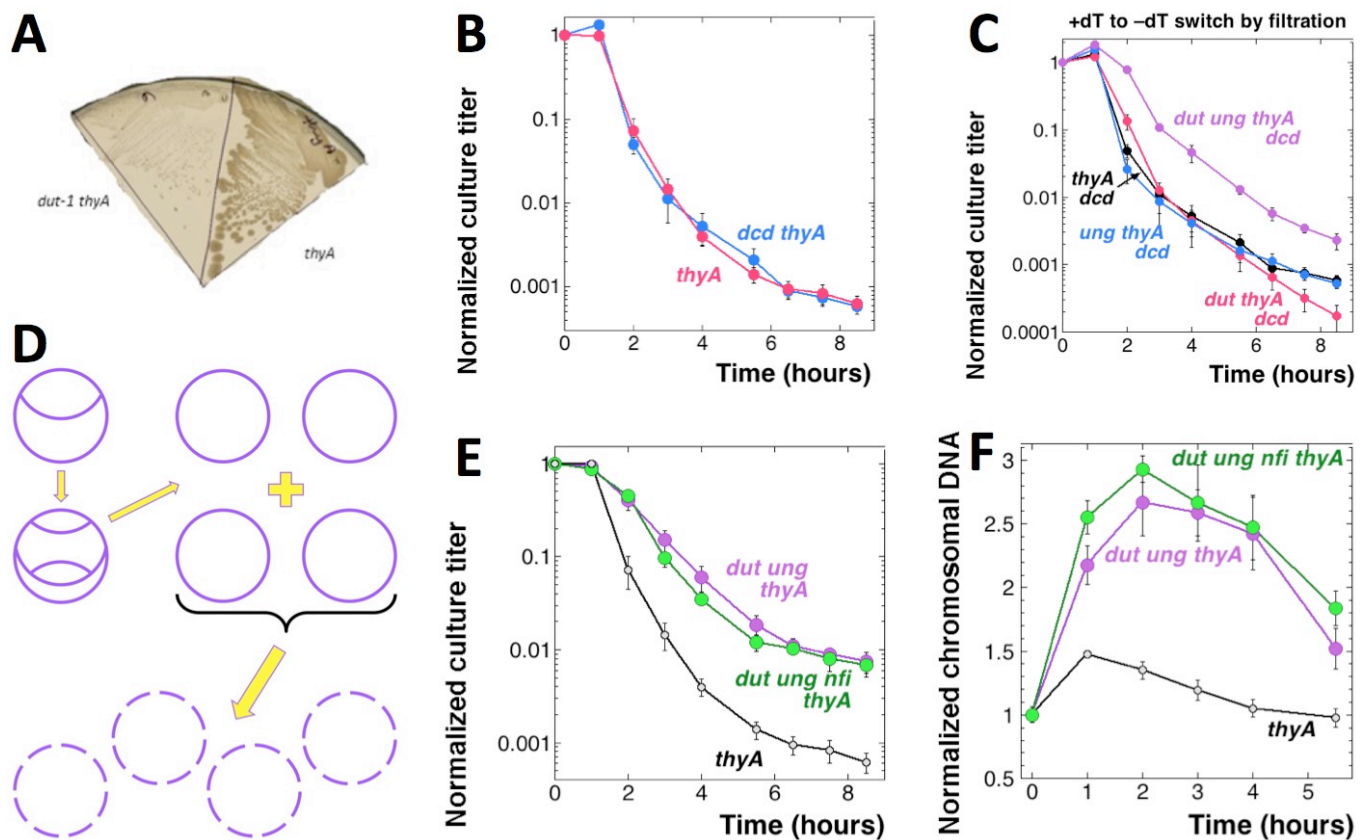 A
dut-1 thyA
thyA
B
Normalized culture titer
1
0.1
0.01
0.001
dcd thyA
thyA
0 2 4 6 8
Time (hours)
C
+dT to –dT switch by filtration
Normalized culture titer
1
0.1
0.01
0.001
0.0001
dut ung thyA
dcd
thyA
dcd
ung thyA
dcd
dut thyA
dcd
0 2 4 6 8
Time (hours)
D
E
Normalized culture titer
1
0.1
0.01
0.001
dut ung
thyA
dut ung nfi
thyA
thyA
0 2 4 6 8
Time (hours)
F
Normalized chromosomal DNA
3
2.5
2
1.5
1
0.5
dut ung nfi thyA
dut ung thyA
thyA
0 1 2 3 4 5
Time (hours)